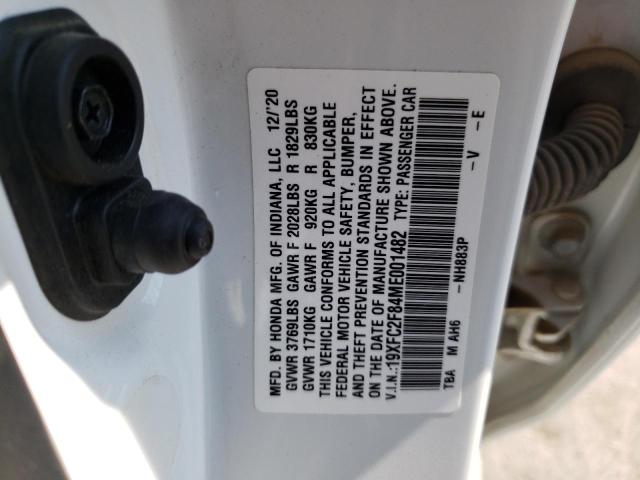 MFD. BY HONDA MFG. OF INDIANA, LLC 12/'20
GVWR 3769LBS GAWR F 2028LBS R 1829LBS
GVWR 1710KG GAWR F 920KG R 830KG
THIS VEHICLE CONFORMS TO ALL APPLICABLE
FEDERAL MOTOR VEHICLE SAFETY, BUMPER,
AND THEFT PREVENTION STANDARDS IN EFFECT
ON THE DATE OF MANUFACTURE SHOWN ABOVE.
V.I.N.:19XFC2F84ME001482 TYPE: PASSENGER CAR
TBA M AH6 -NH883P -V -E